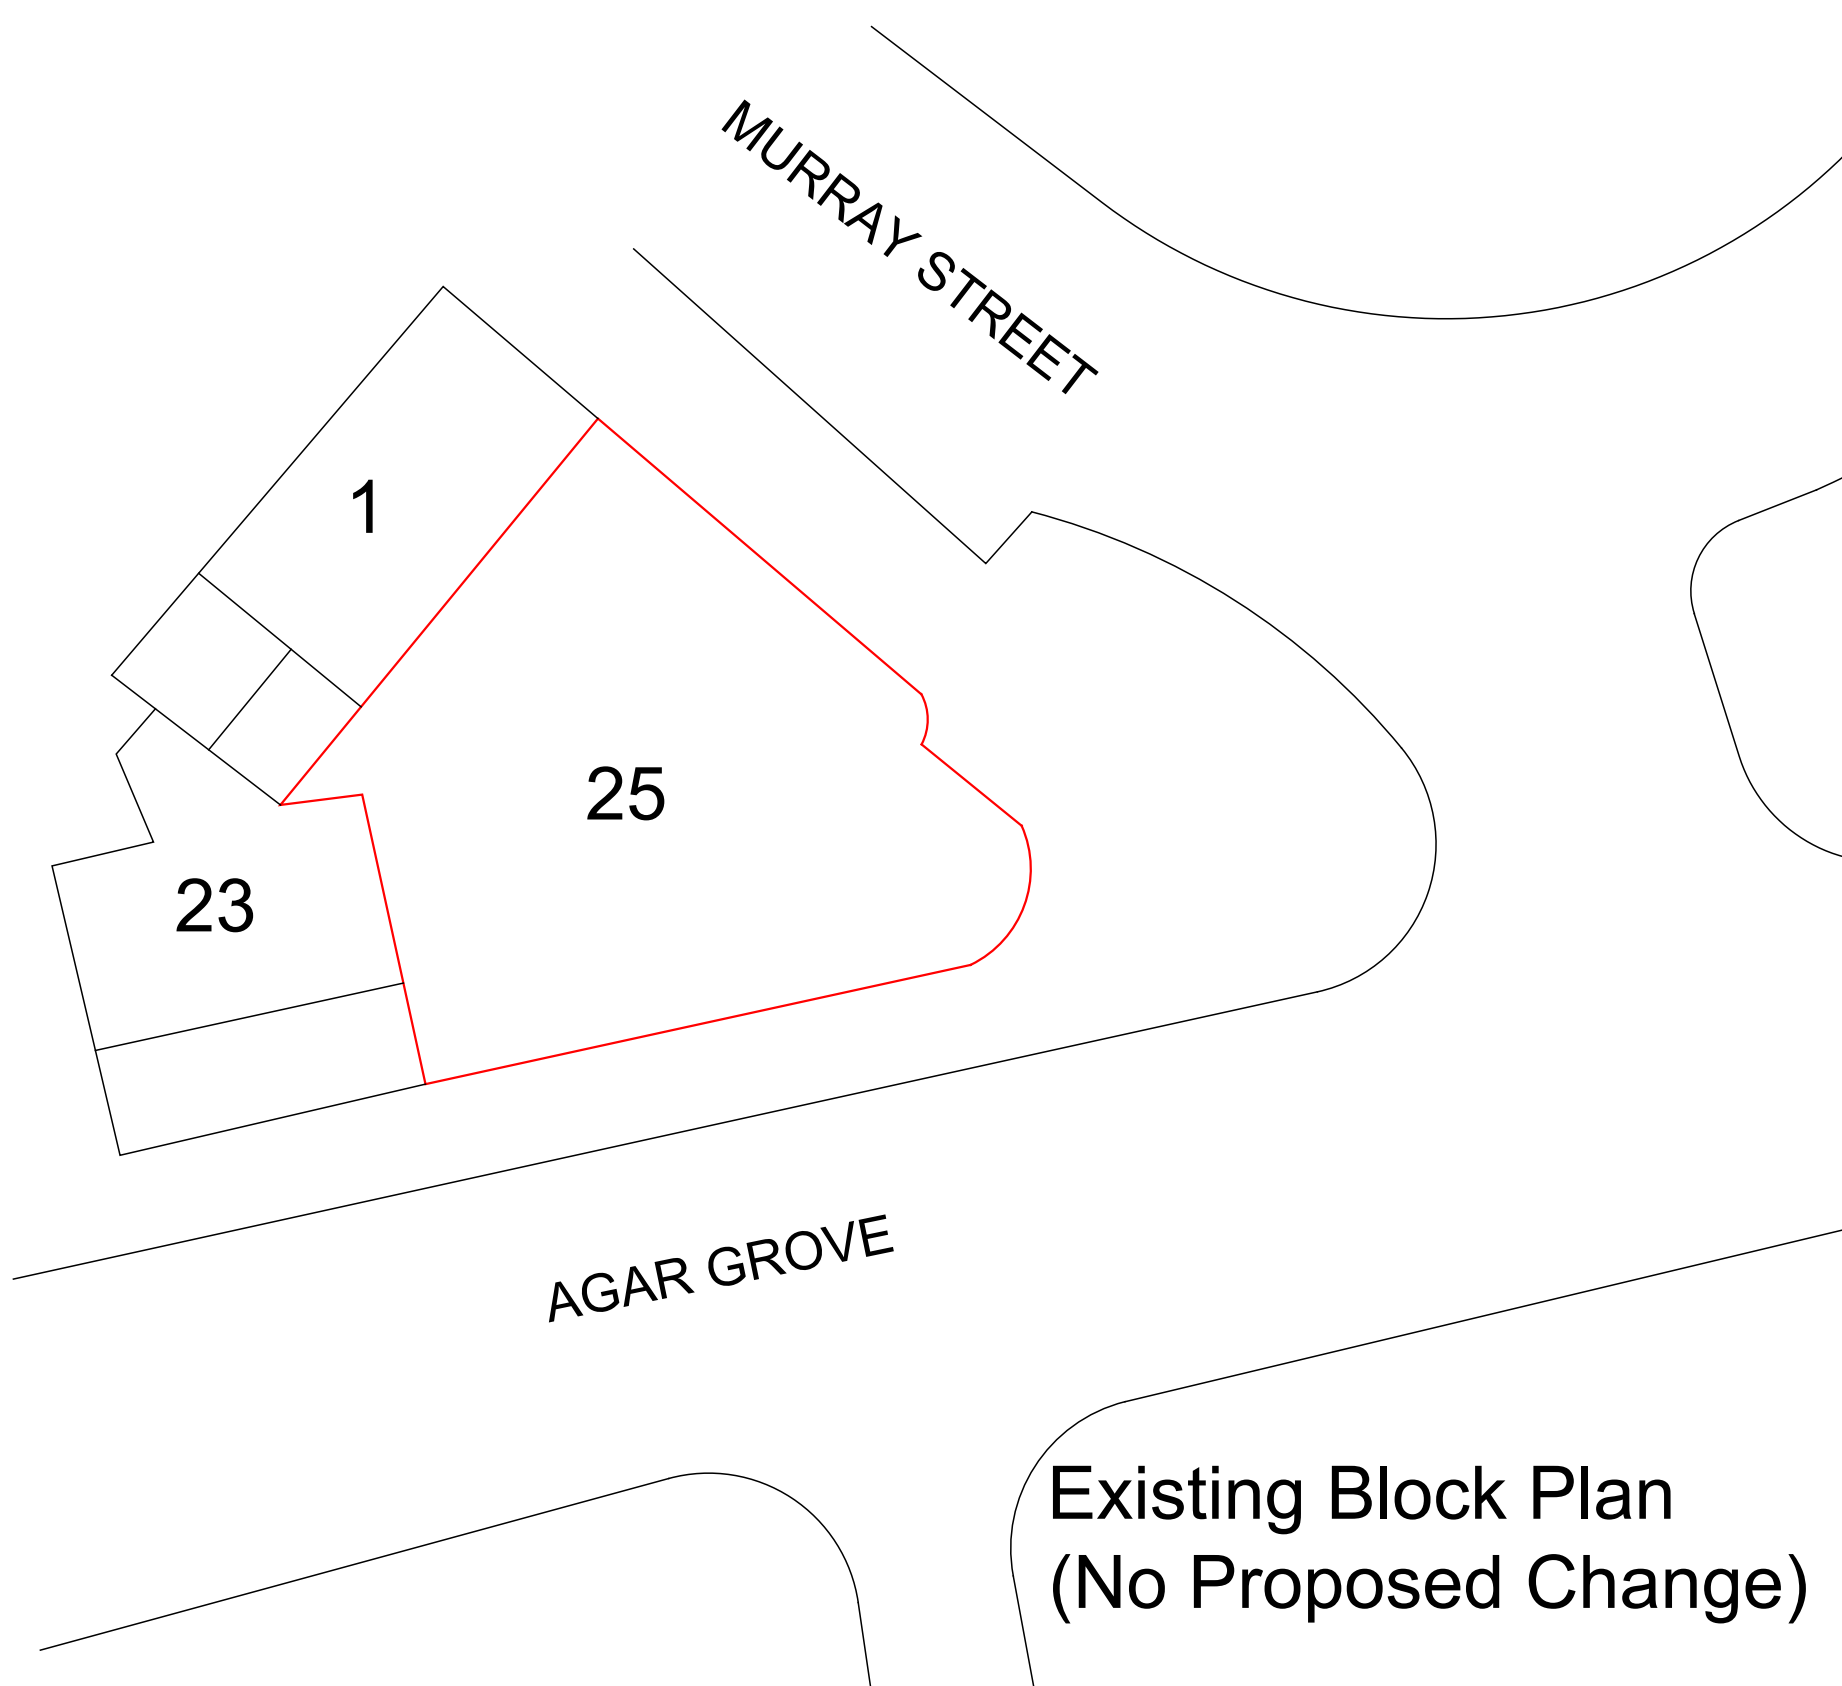 MURRAY STREET
1
25
23
AGAR GROVE
Existing Block Plan
(No Proposed Change)